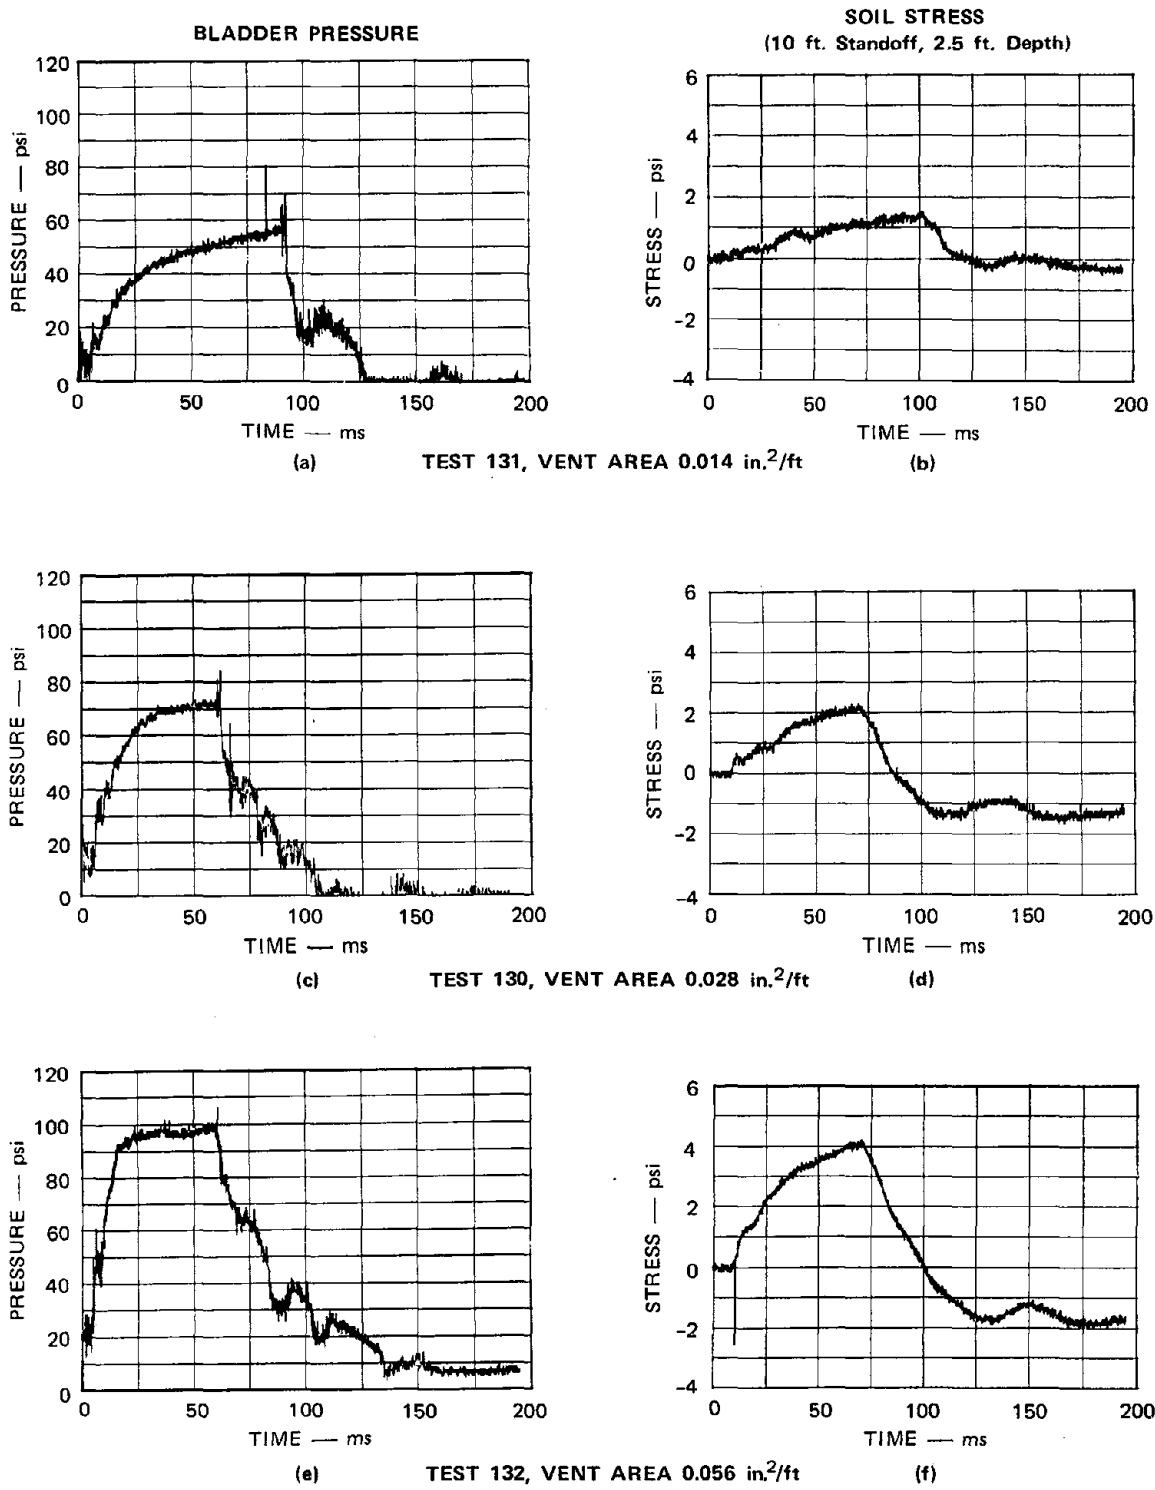 BLADDER PRESSURE
SOIL STRESS
(10 ft. Standoff, 2.5 ft. Depth)
120
100
80
60
40
20
0
PRESSURE — psi
0 50 100 150 200
TIME — ms
6
4
2
0
−2
−4
STRESS — psi
0 50 100 150 200
TIME — ms
(a) TEST 131, VENT AREA 0.014 in.²/ft (b)
120
100
80
60
40
20
0
PRESSURE — psi
0 50 100 150 200
TIME — ms
6
4
2
0
−2
−4
STRESS — psi
0 50 100 150 200
TIME — ms
(c) TEST 130, VENT AREA 0.028 in.²/ft (d)
120
100
80
60
40
20
0
PRESSURE — psi
0 50 100 150 200
TIME — ms
6
4
2
0
−2
−4
STRESS — psi
0 50 100 150 200
TIME — ms
(e) TEST 132, VENT AREA 0.056 in.²/ft (f)